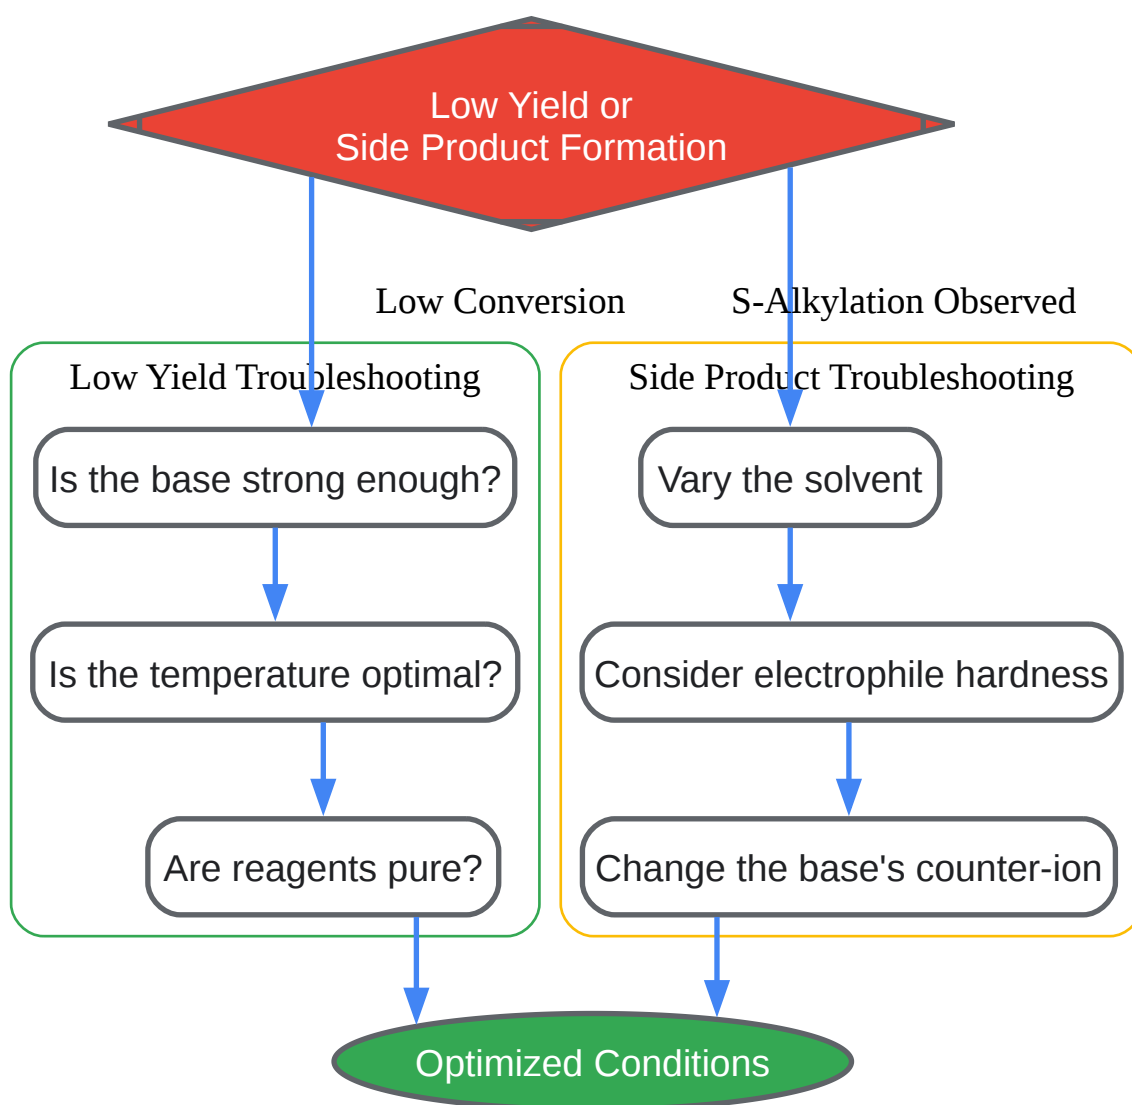 Low Yield or
Side Product Formation
Low Conversion
S-Alkylation Observed
Low Yield Troubleshooting
Side Product Troubleshooting
Is the base strong enough?
Vary the solvent
Is the temperature optimal?
Consider electrophile hardness
Are reagents pure?
Change the base's counter-ion
Optimized Conditions